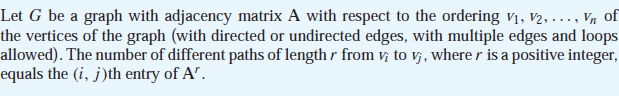 Let G be a graph with adjacency matrix A with respect to the ordering v₁, v₂, . . . , vₙ of
the vertices of the graph (with directed or undirected edges, with multiple edges and loops
allowed). The number of different paths of length r from vᵢ to vⱼ, where r is a positive integer,
equals the (i, j)th entry of Aʳ.